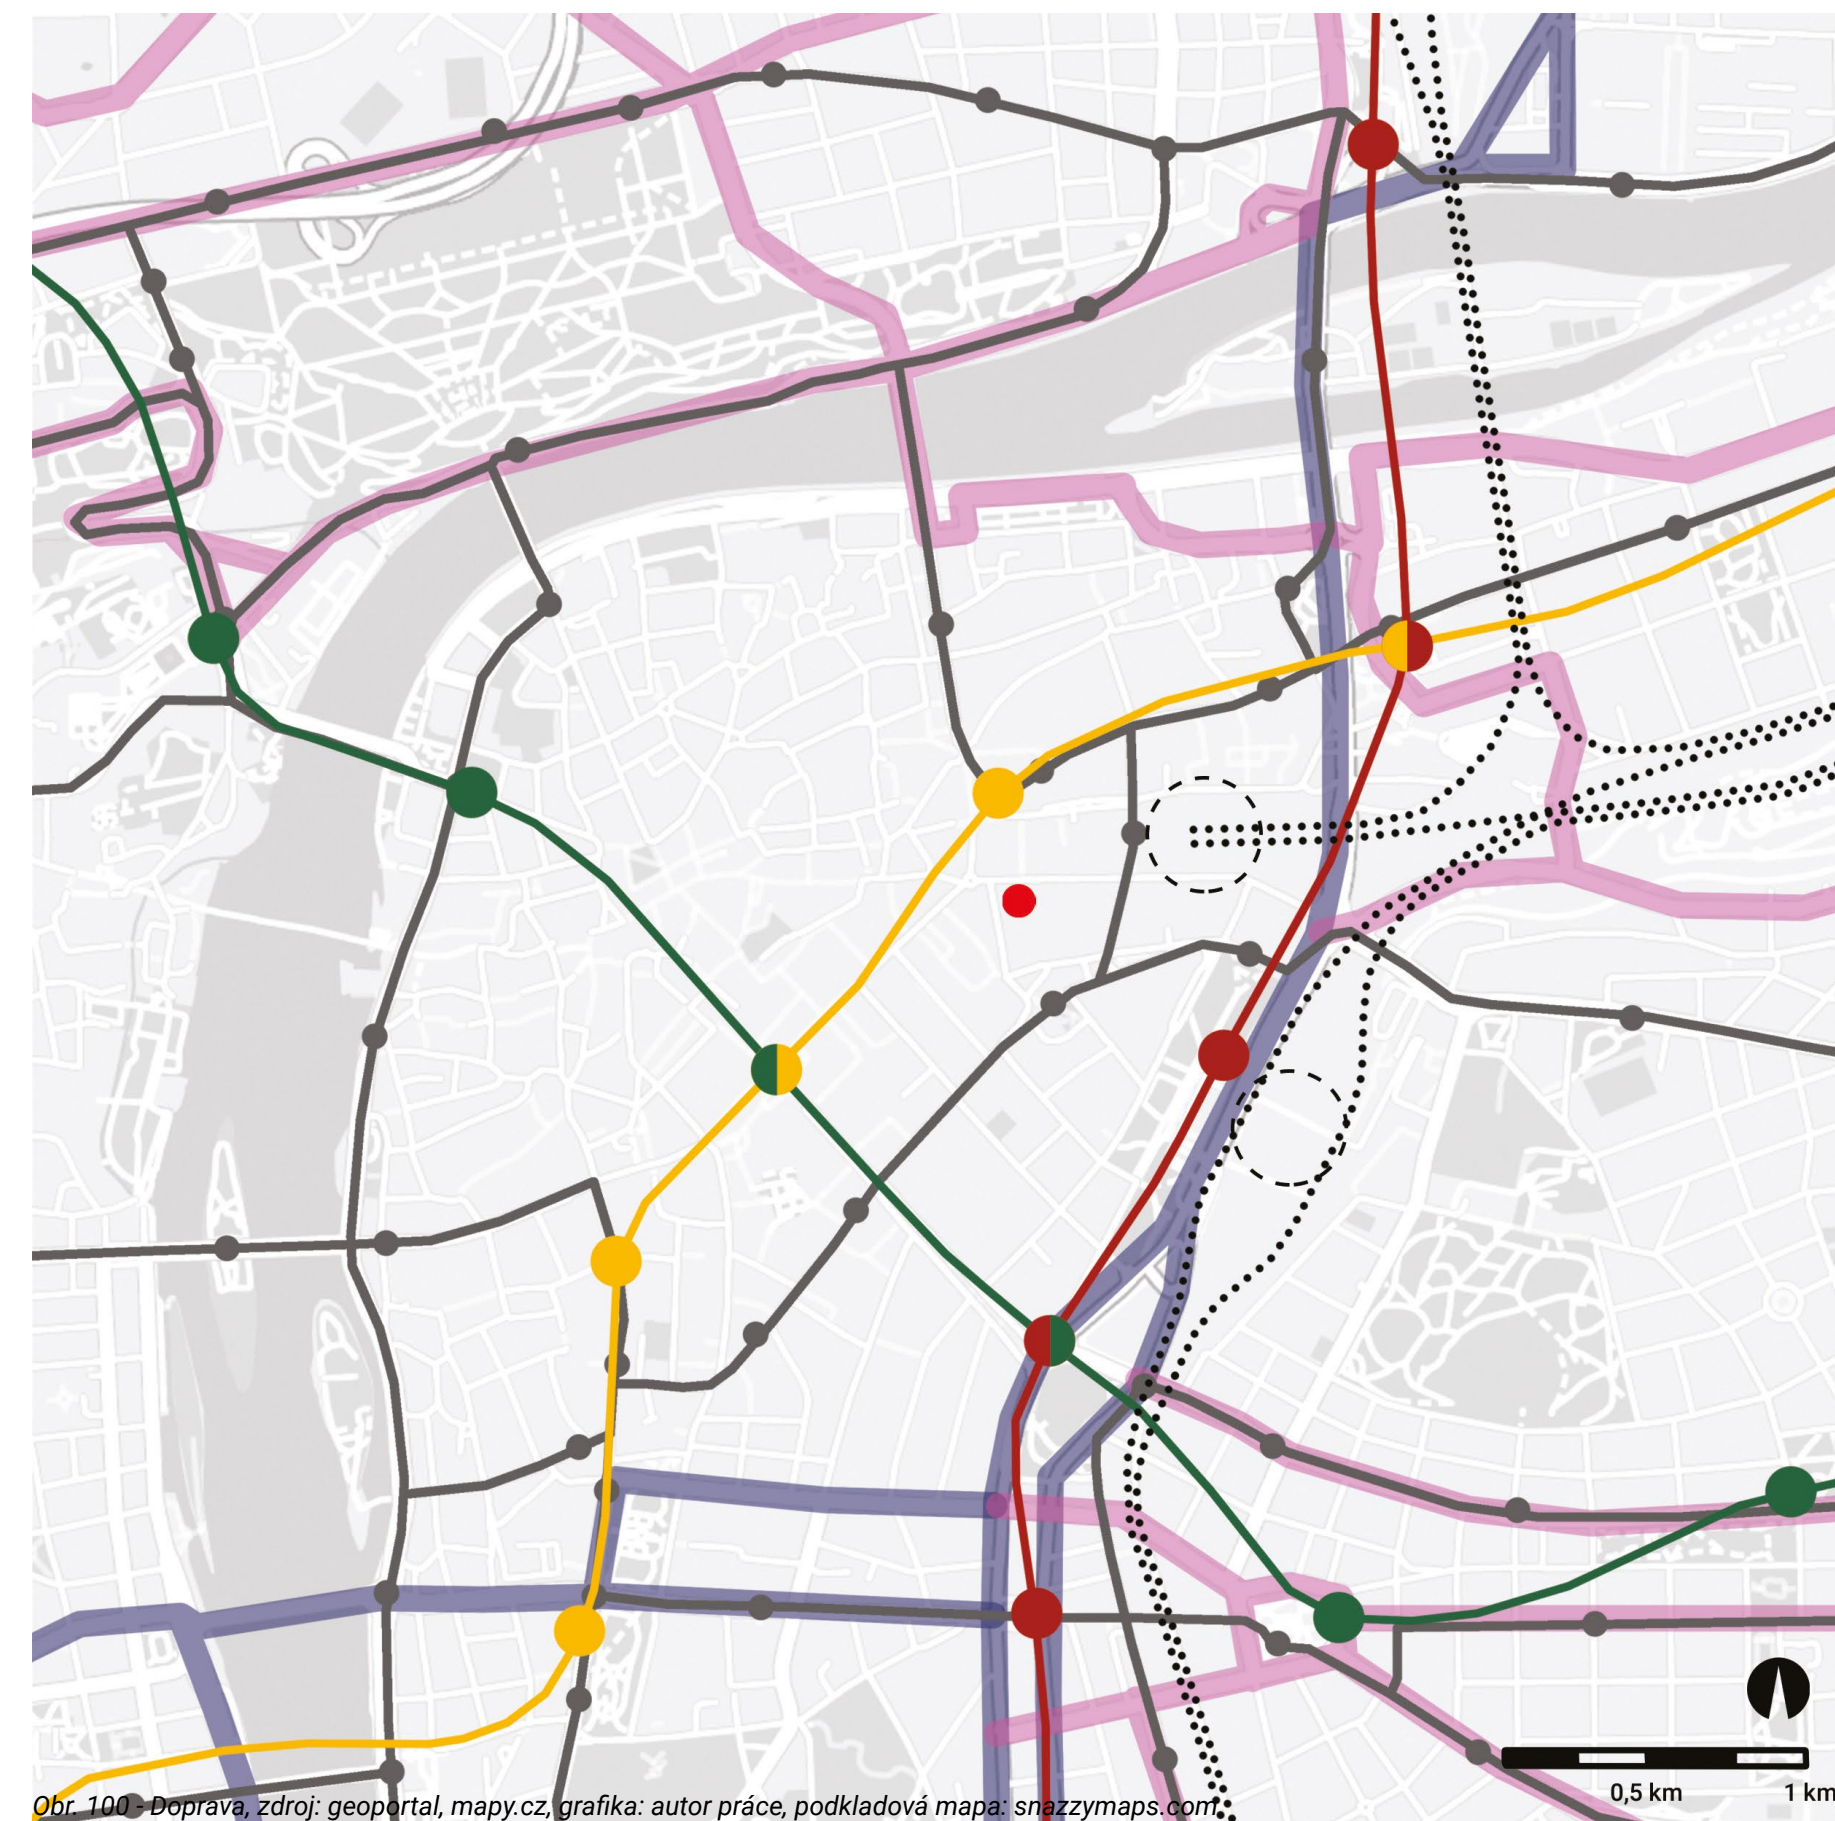 0,5 km
1 km
Obr. 100 - Doprava, zdroj: geoportal, mapy.cz, grafika: autor práce, podkladová mapa: snazzymaps.com